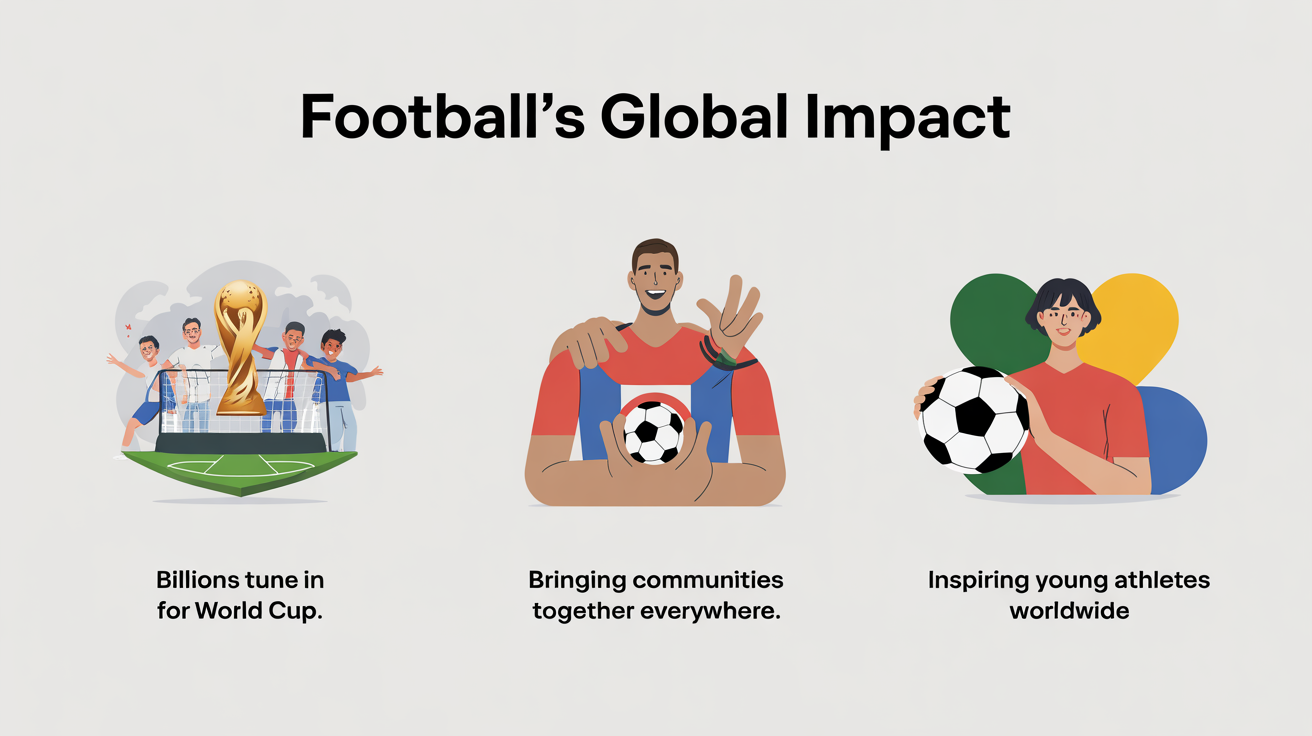 Football’s Global Impact
Billions tune in
for World Cup.
Bringing communities
together everywhere.
Inspiring young athletes
worldwide